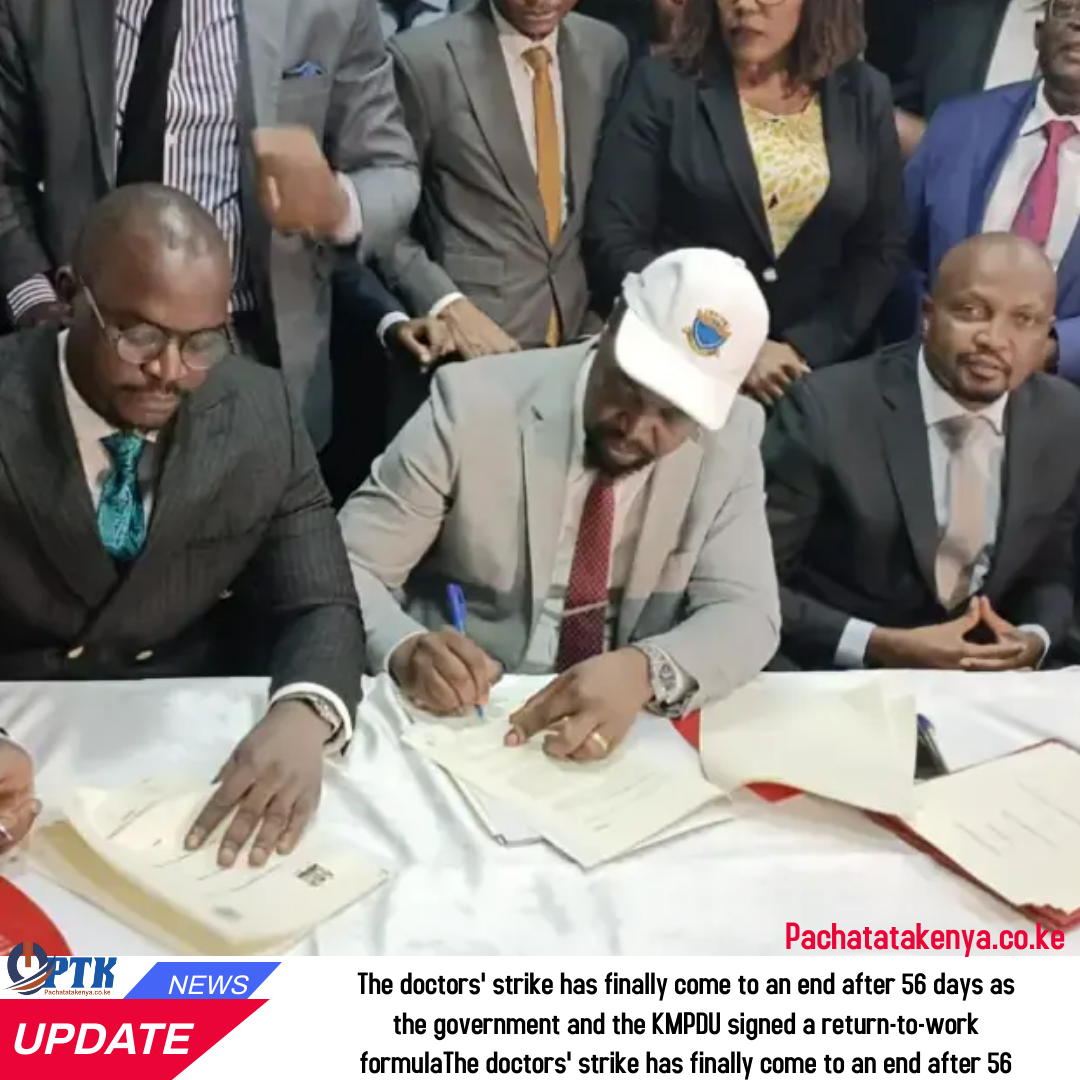 Pachatatakenya.co.ke
PTK
Pachatatakenya.co.ke
NEWS
UPDATE
The doctors' strike has finally come to an end after 56 days as
the government and the KMPDU signed a return-to-work
formulaThe doctors' strike has finally come to an end after 56